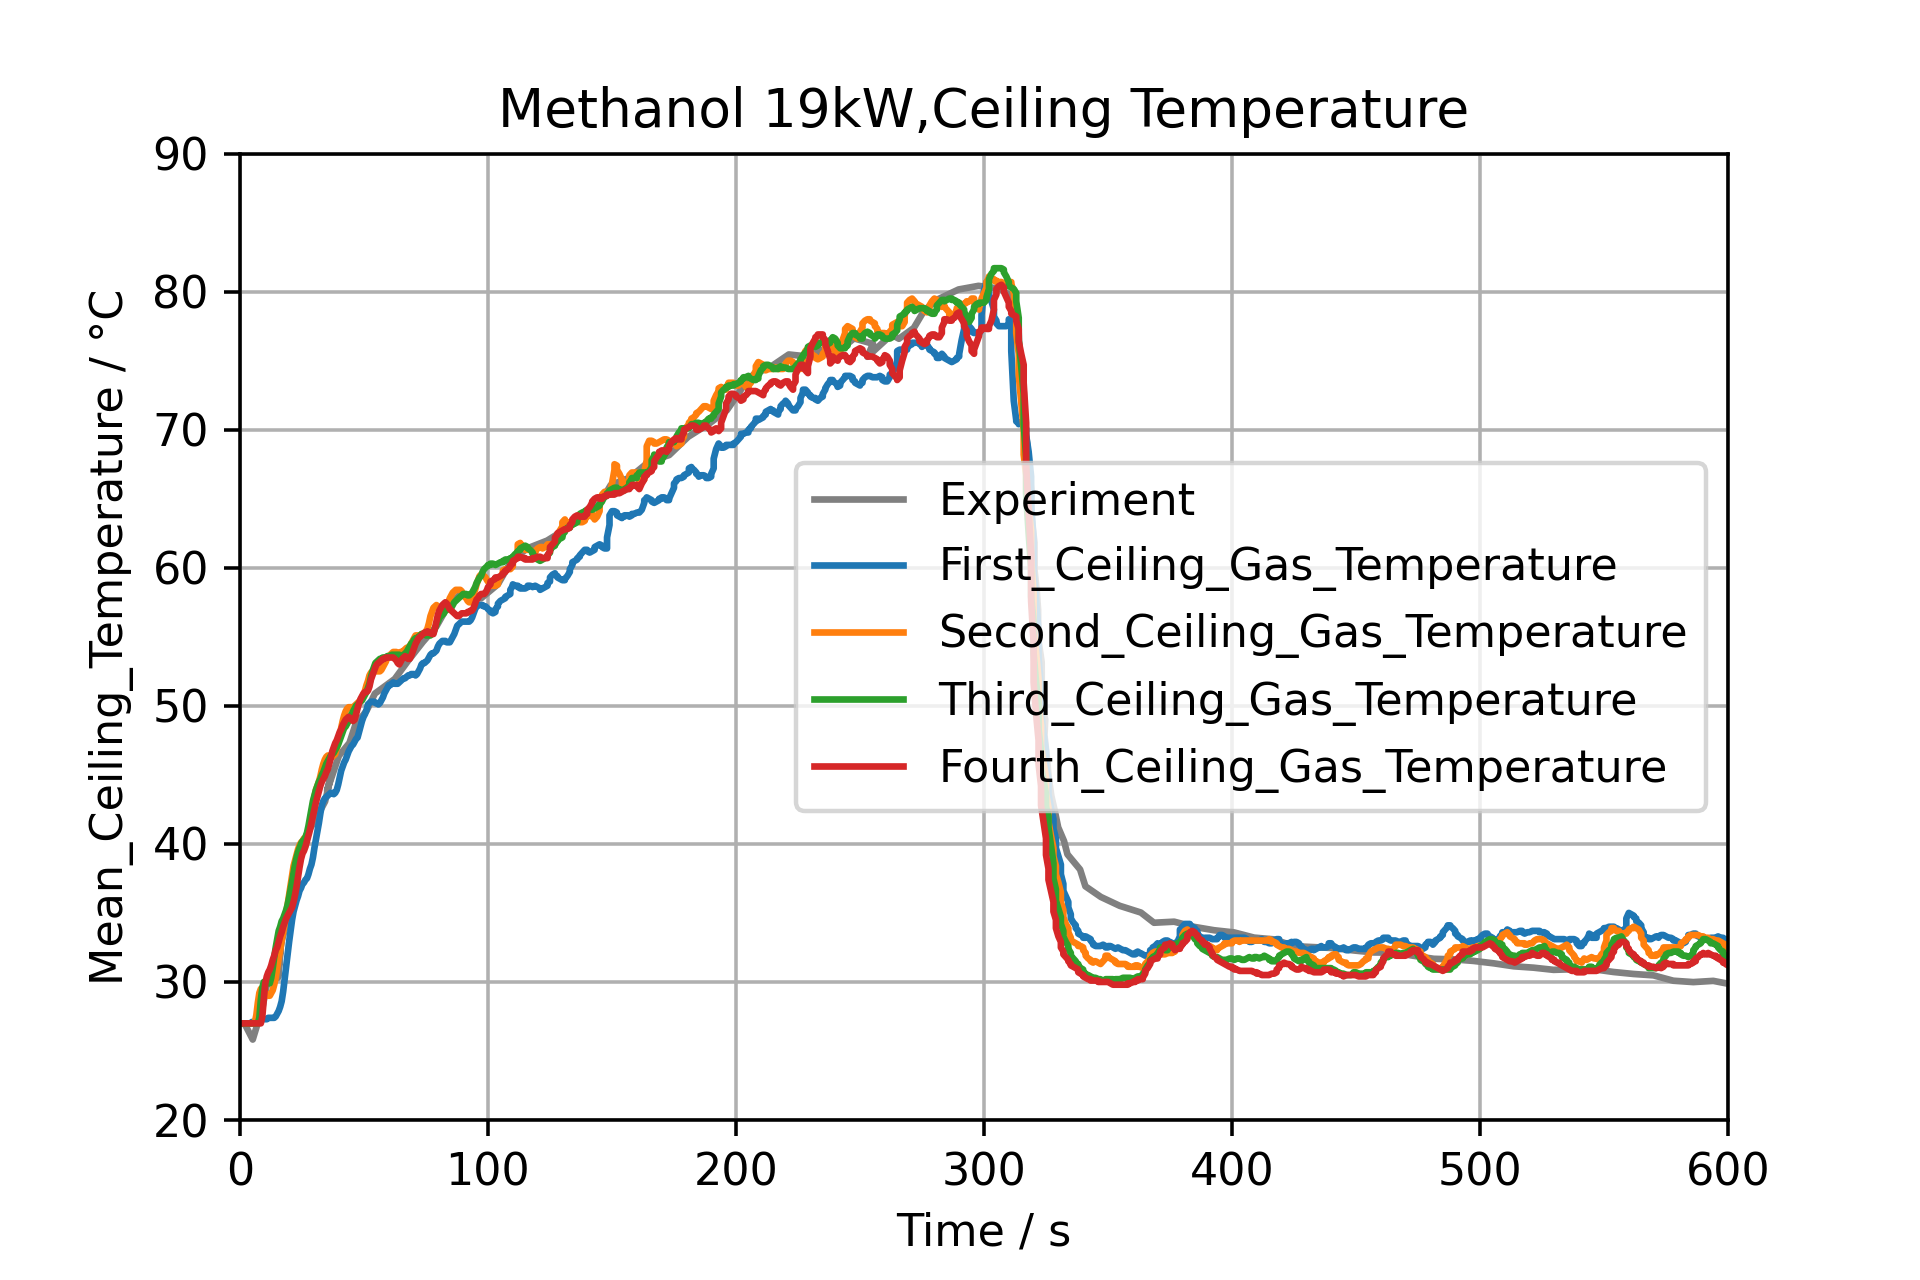 Methanol 19kW,Ceiling Temperature
Mean_Ceiling_Temperature / °C
90
80
70
60
50
40
30
20
Experiment
First_Ceiling_Gas_Temperature
Second_Ceiling_Gas_Temperature
Third_Ceiling_Gas_Temperature
Fourth_Ceiling_Gas_Temperature
0 100 200 300 400 500 600
Time / s